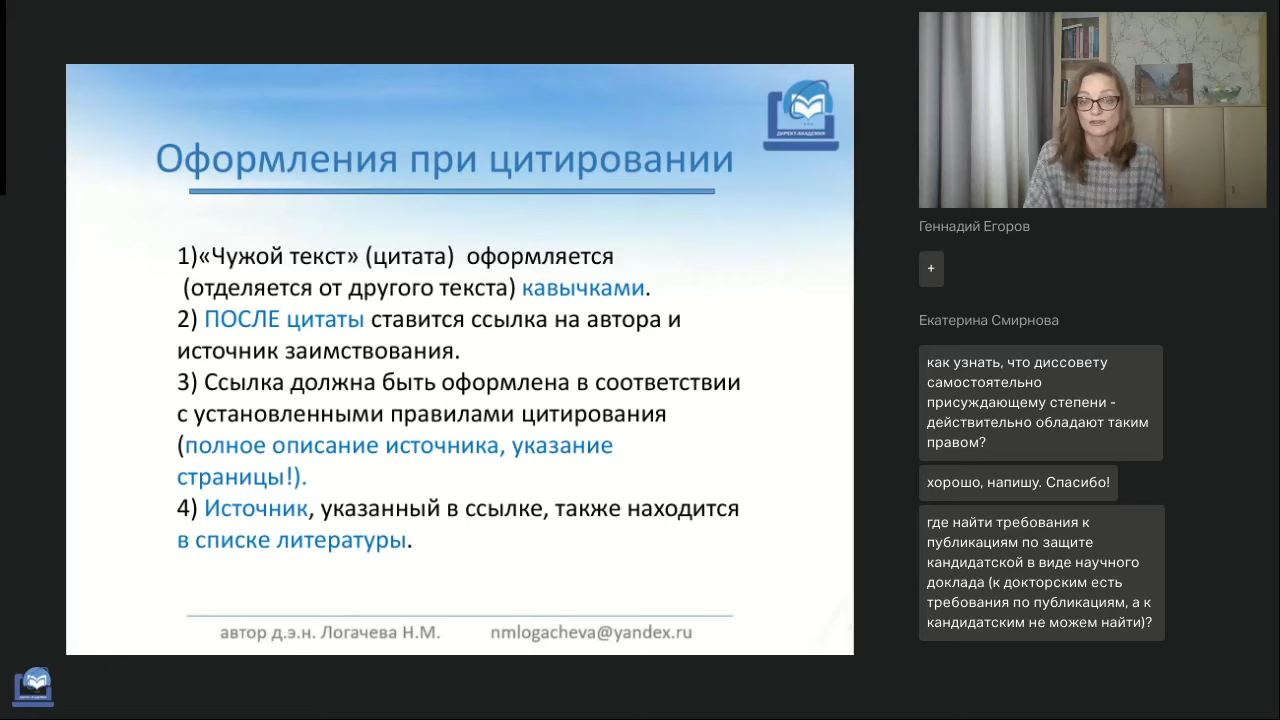 ДИРЕКТ-АКАДЕМИЯ
Оформления при цитировании
1)«Чужой текст» (цитата)  оформляется
(отделяется от другого текста) кавычками.
2) ПОСЛЕ цитаты ставится ссылка на автора и
источник заимствования.
3) Ссылка должна быть оформлена в соответствии
с установленными правилами цитирования
(полное описание источника, указание
страницы!).
4) Источник, указанный в ссылке, также находится
в списке литературы.
автор д.э.н. Логачева Н.М. nmlogacheva@yandex.ru
Геннадий Егоров
+
Екатерина Смирнова
как узнать, что диссовету
самостоятельно
присуждающему степени -
действительно обладают таким
правом?
хорошо, напишу. Спасибо!
где найти требования к
публикациям по защите
кандидатской в виде научного
доклада (к докторским есть
требования по публикациям, а к
кандидатским не можем найти)?